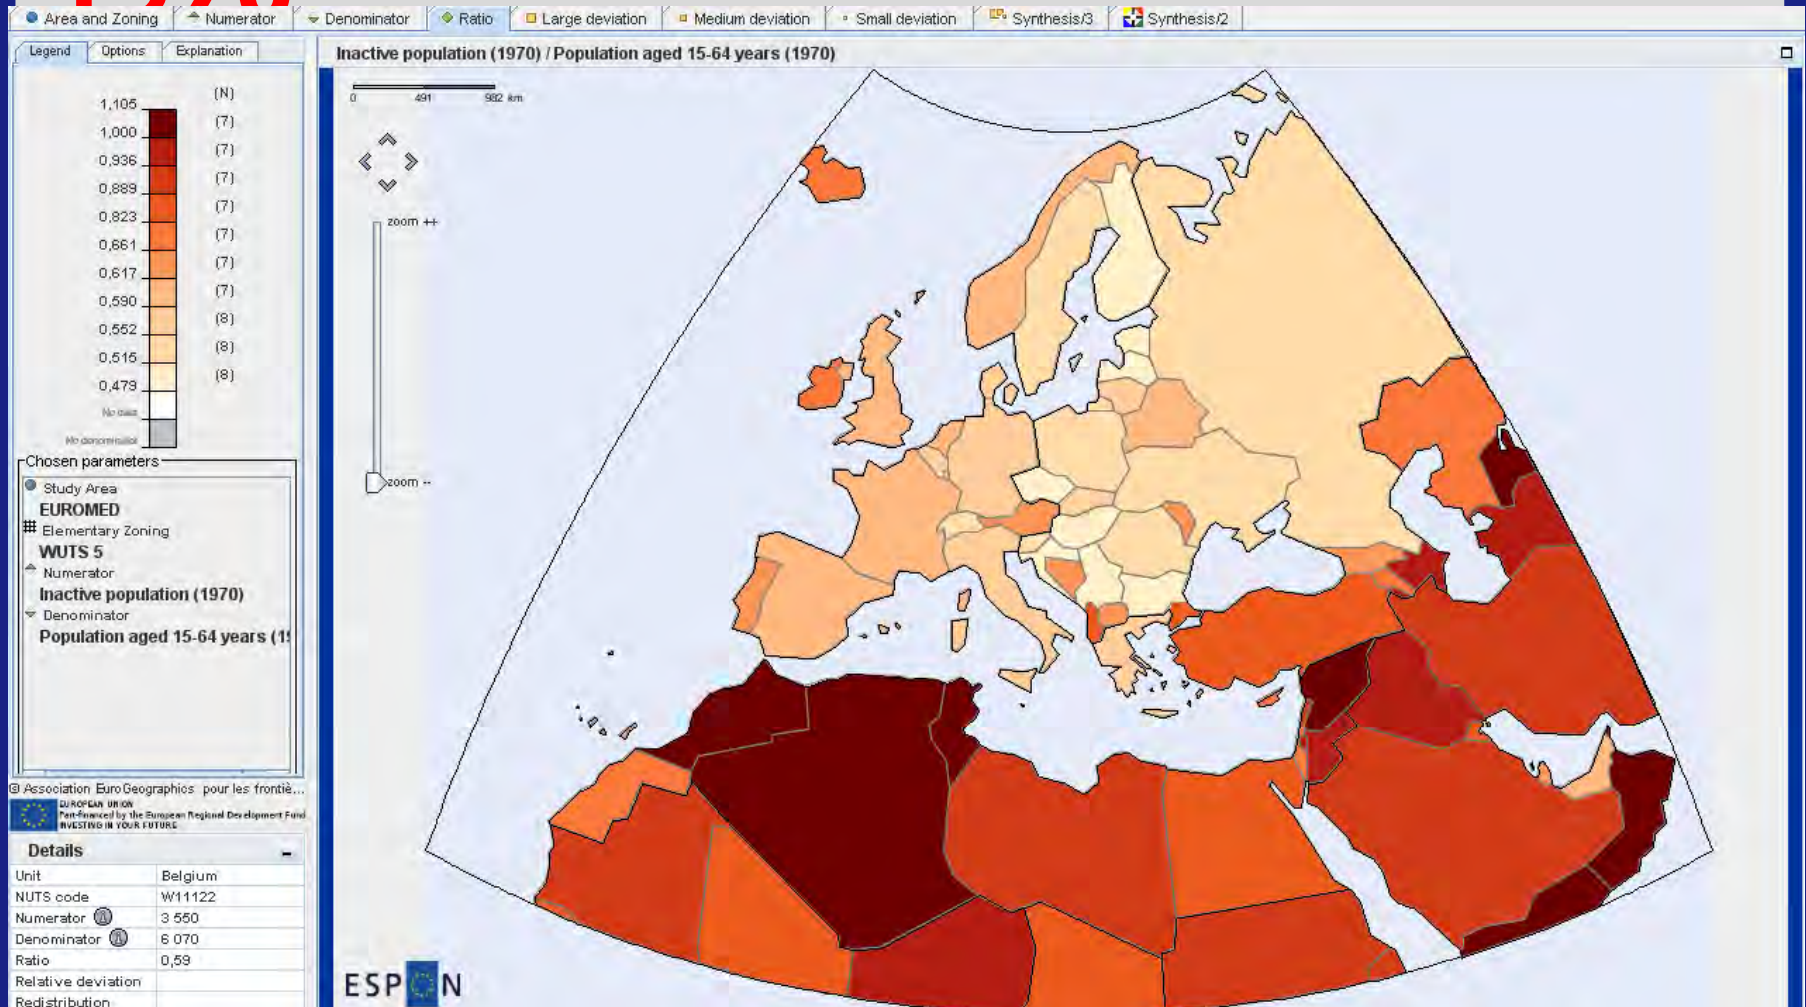 Area and Zoning Numerator Denominator Ratio Large deviation Medium deviation Small deviation Synthesis/3 Synthesis/2
Legend Options Explanation
Inactive population (1970) / Population aged 15-64 years (1970)
0 491 982 km
(N)
1,105
(7)
1,000
(7)
0,936
(7)
0,889
(7)
0,823
(7)
0,661
(7)
0,617
(7)
0,590
(8)
0,552
(8)
0,515
(8)
0,479
No data
No denominator
zoom ++
zoom --
Chosen parameters
Study Area
EUROMED
Elementary Zoning
WUTS 5
Numerator
Inactive population (1970)
Denominator
Population aged 15-64 years (19
© Association EuroGeographics pour les frontiè...
EUROPEAN UNION
Part-financed by the European Regional Development Fund
INVESTING IN YOUR FUTURE
Details -
Unit Belgium
NUTS code W11122
Numerator 3 550
Denominator 6 070
Ratio 0,59
Relative deviation
Redistribution
ESPON